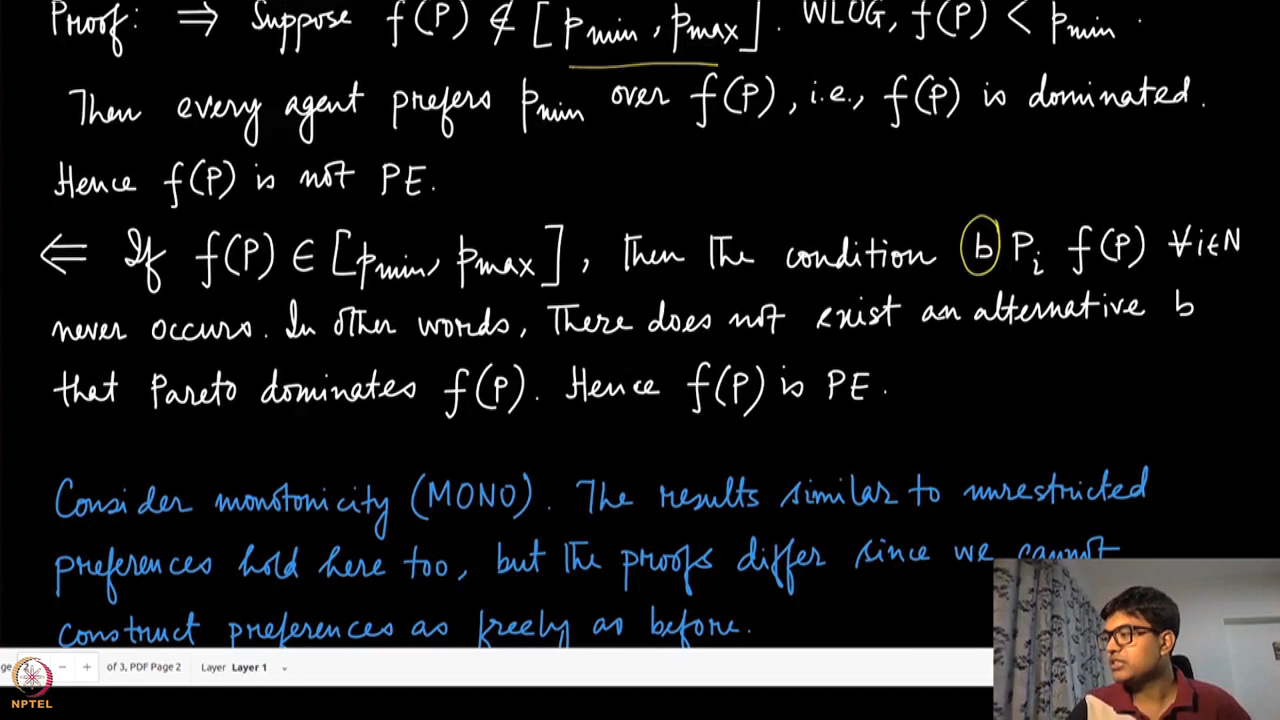 Proof: ⇒ Suppose f(P) ∉ [pmin, pmax]. WLOG, f(P) < pmin.
Then every agent prefers pmin over f(P), i.e., f(P) is dominated.
Hence f(P) is not PE.
⇐ If f(P) ∈ [pmin, pmax], then the condition b Pi f(P) ∀i∈N
never occurs. In other words, there does not exist an alternative b
that Pareto dominates f(P). Hence f(P) is PE.
Consider monotonicity (MONO). The results similar to unrestricted
preferences hold here too, but the proofs differ since we cannot
construct preferences as freely as before.
of 3, PDF Page 2 Layer Layer 1
NPTEL